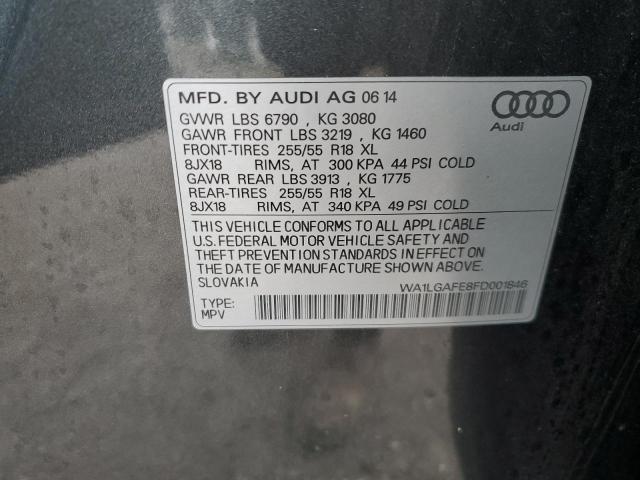 MFD. BY AUDI AG 06 14
GVWR LBS 6790 , KG 3080
GAWR FRONT LBS 3219 , KG 1460
FRONT-TIRES 255/55 R18 XL
8JX18 RIMS, AT 300 KPA 44 PSI COLD
GAWR REAR LBS 3913 , KG 1775
REAR-TIRES 255/55 R18 XL
8JX18 RIMS, AT 340 KPA 49 PSI COLD
Audi
THIS VEHICLE CONFORMS TO ALL APPLICABLE
U.S. FEDERAL MOTOR VEHICLE SAFETY AND
THEFT PREVENTION STANDARDS IN EFFECT ON
THE DATE OF MANUFACTURE SHOWN ABOVE.
SLOVAKIA
WA1LGAFE8FD001846
TYPE:
MPV